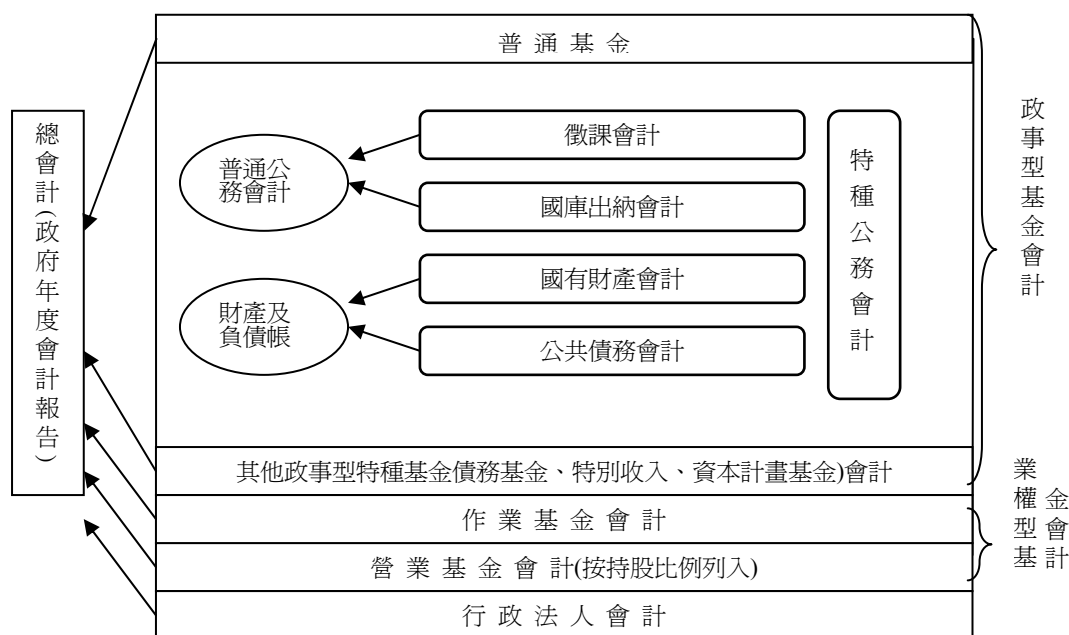 普通基金
總會計(政府年度會計報告)
普通公
務會計
徵課會計
國庫出納會計
財產及
負債帳
國有財產會計
公共債務會計
特種公務會計
政事型基金會計
其他政事型特種基金債務基金、特別收入、資本計畫基金)會計
作業基金會計
營業基金會計(按持股比例列入)
行政法人會計
業權型基
金會計